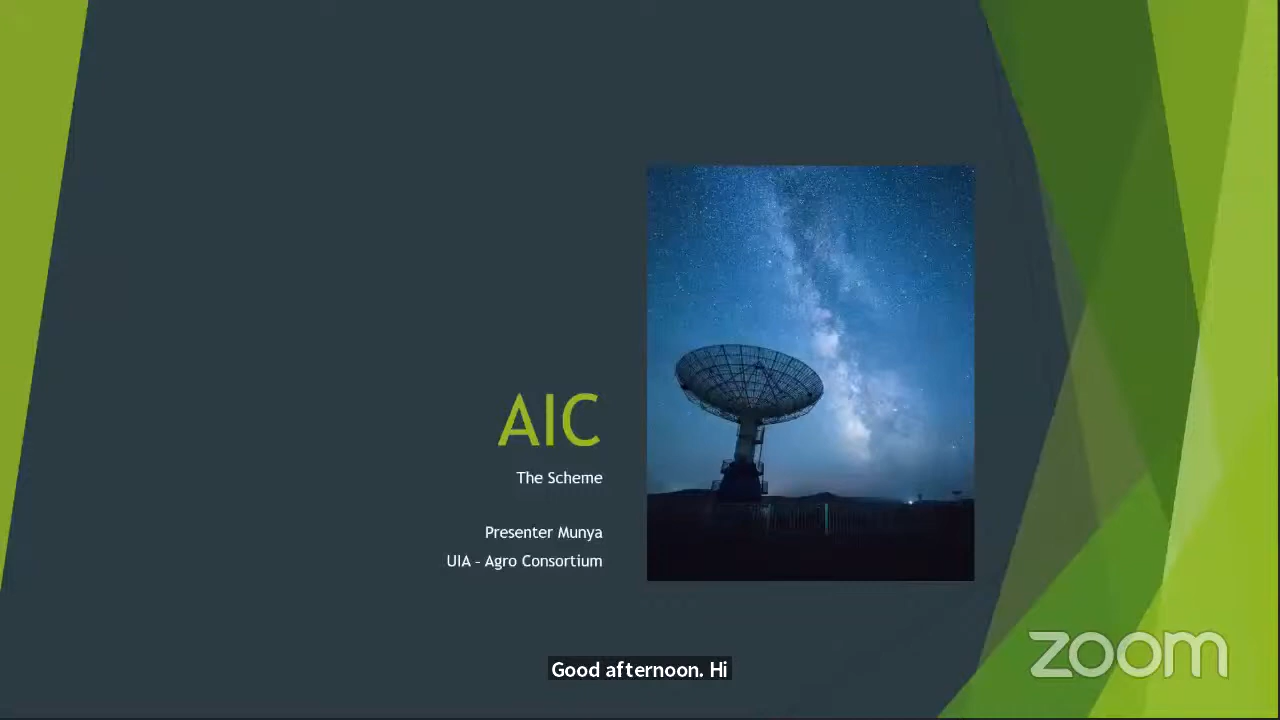 AIC
The Scheme
Presenter Munya
UIA - Agro Consortium
Good afternoon. Hi
zoom